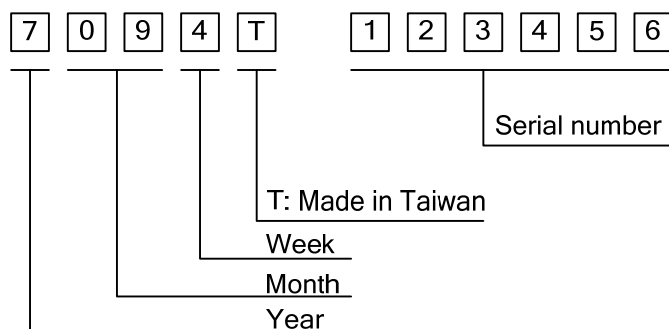 7 0 9 4 T 1 2 3 4 5 6
Serial number
T: Made in Taiwan
Week
Month
Year